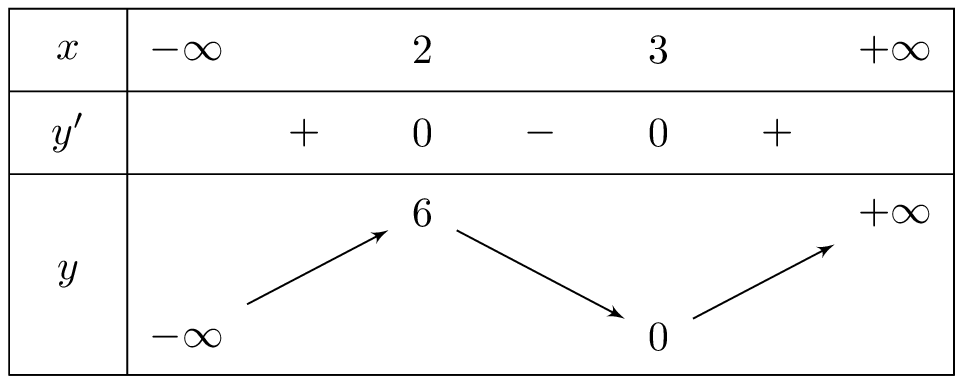 x −∞ 2 3 +∞
y′ + 0 − 0 +
6 +∞
y
−∞ 0